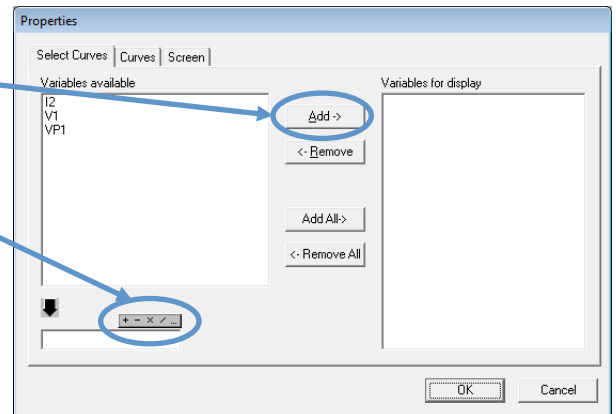 Properties
Select Curves Curves Screen
Variables available
Variables for display
I2
V1
VP1
Add ->
<- Remove
Add All->
<- Remove All
+ - × / ...
OK
Cancel